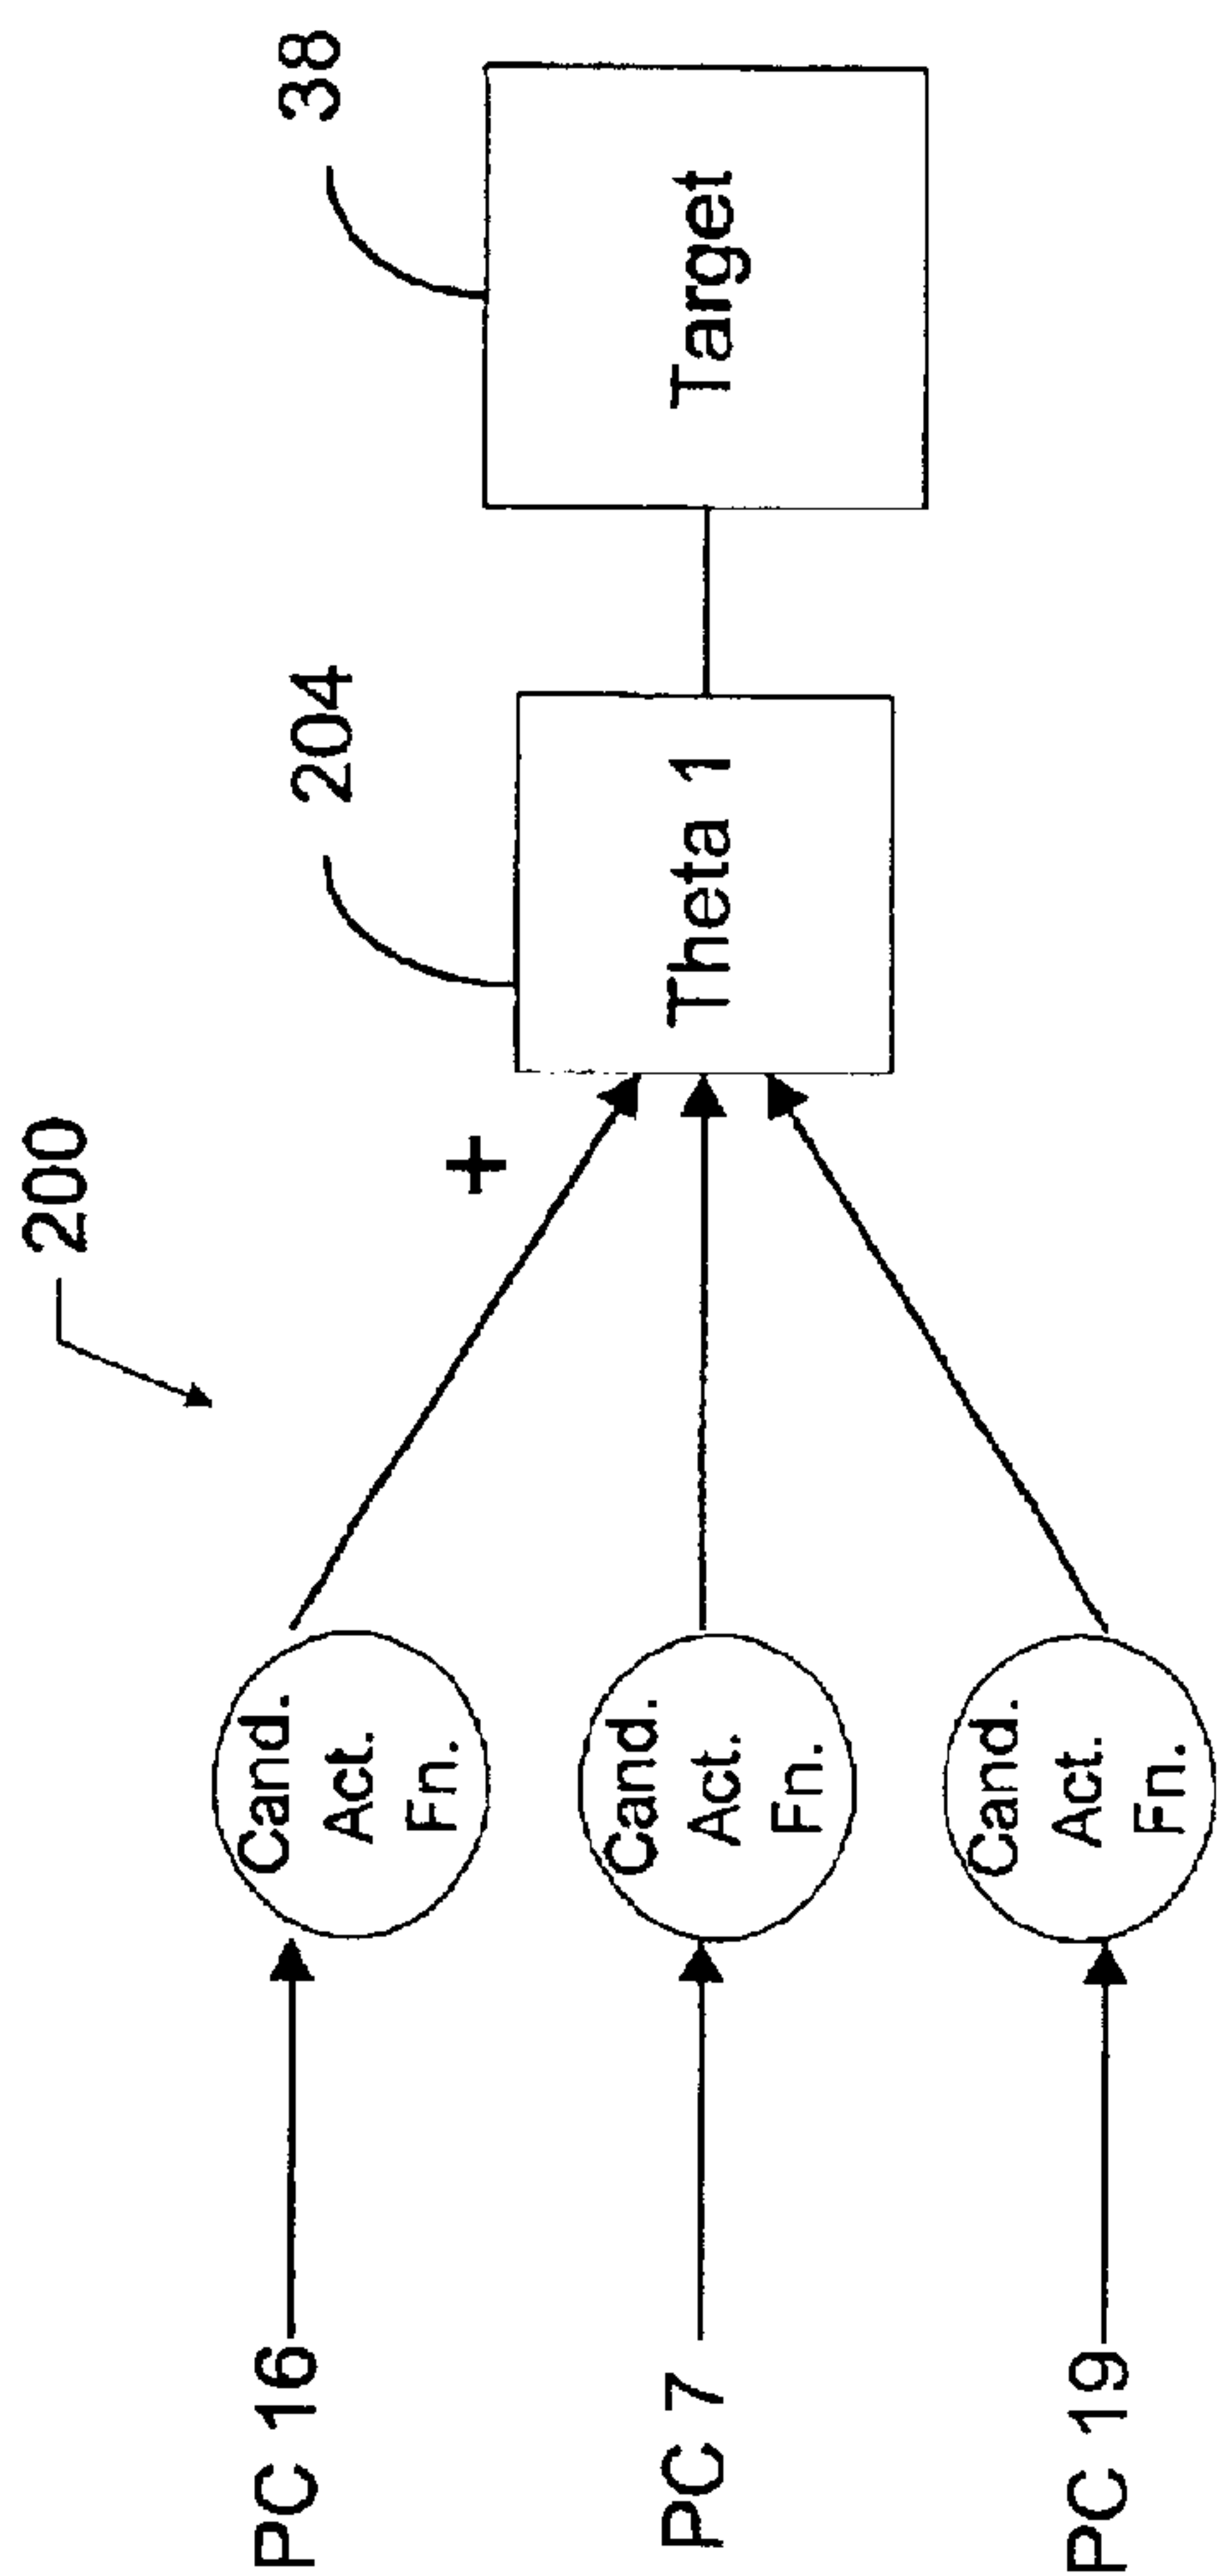 200
204
38
PC 16
Cand.
Act.
Fn.
+
PC 7
Cand.
Act.
Fn.
Theta 1
Target
PC 19
Cand.
Act.
Fn.